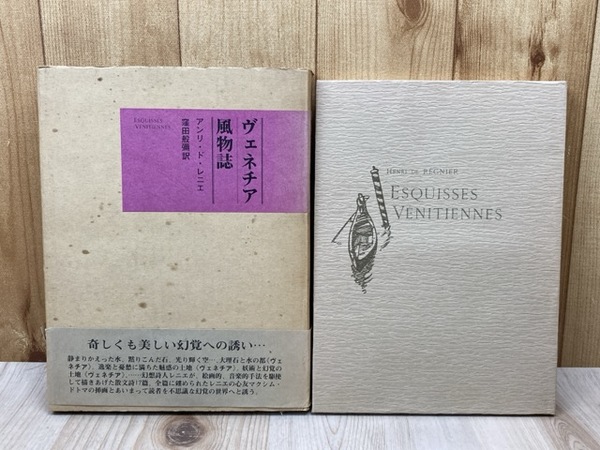 ESQUISSES
VENITIENNES
ヴェネチア
風物誌
アンリ・ド・レニエ
窪田般彌訳
奇しくも美しい幻覚への誘い…
静まりかえった水、黙りこんだ石、光り輝く空…、大理石と水の都〈ヴェ
ネチア〉、逸楽と憂愁に満ちた魅惑の土地〈ヴェネチア〉、妖術と幻覚の
土地〈ヴェネチア〉、……幻想詩人レニエが、絵画的、音楽的手法を駆使し
て描きあげた散文詩17篇、全篇に鏤められたレニエの心友マクシム・
ドトマの挿画とあいまって読者を不思議な幻覚の世界へと誘う。
HENRI DE RÉGNIER
ESQUISSES
VENITIENNES